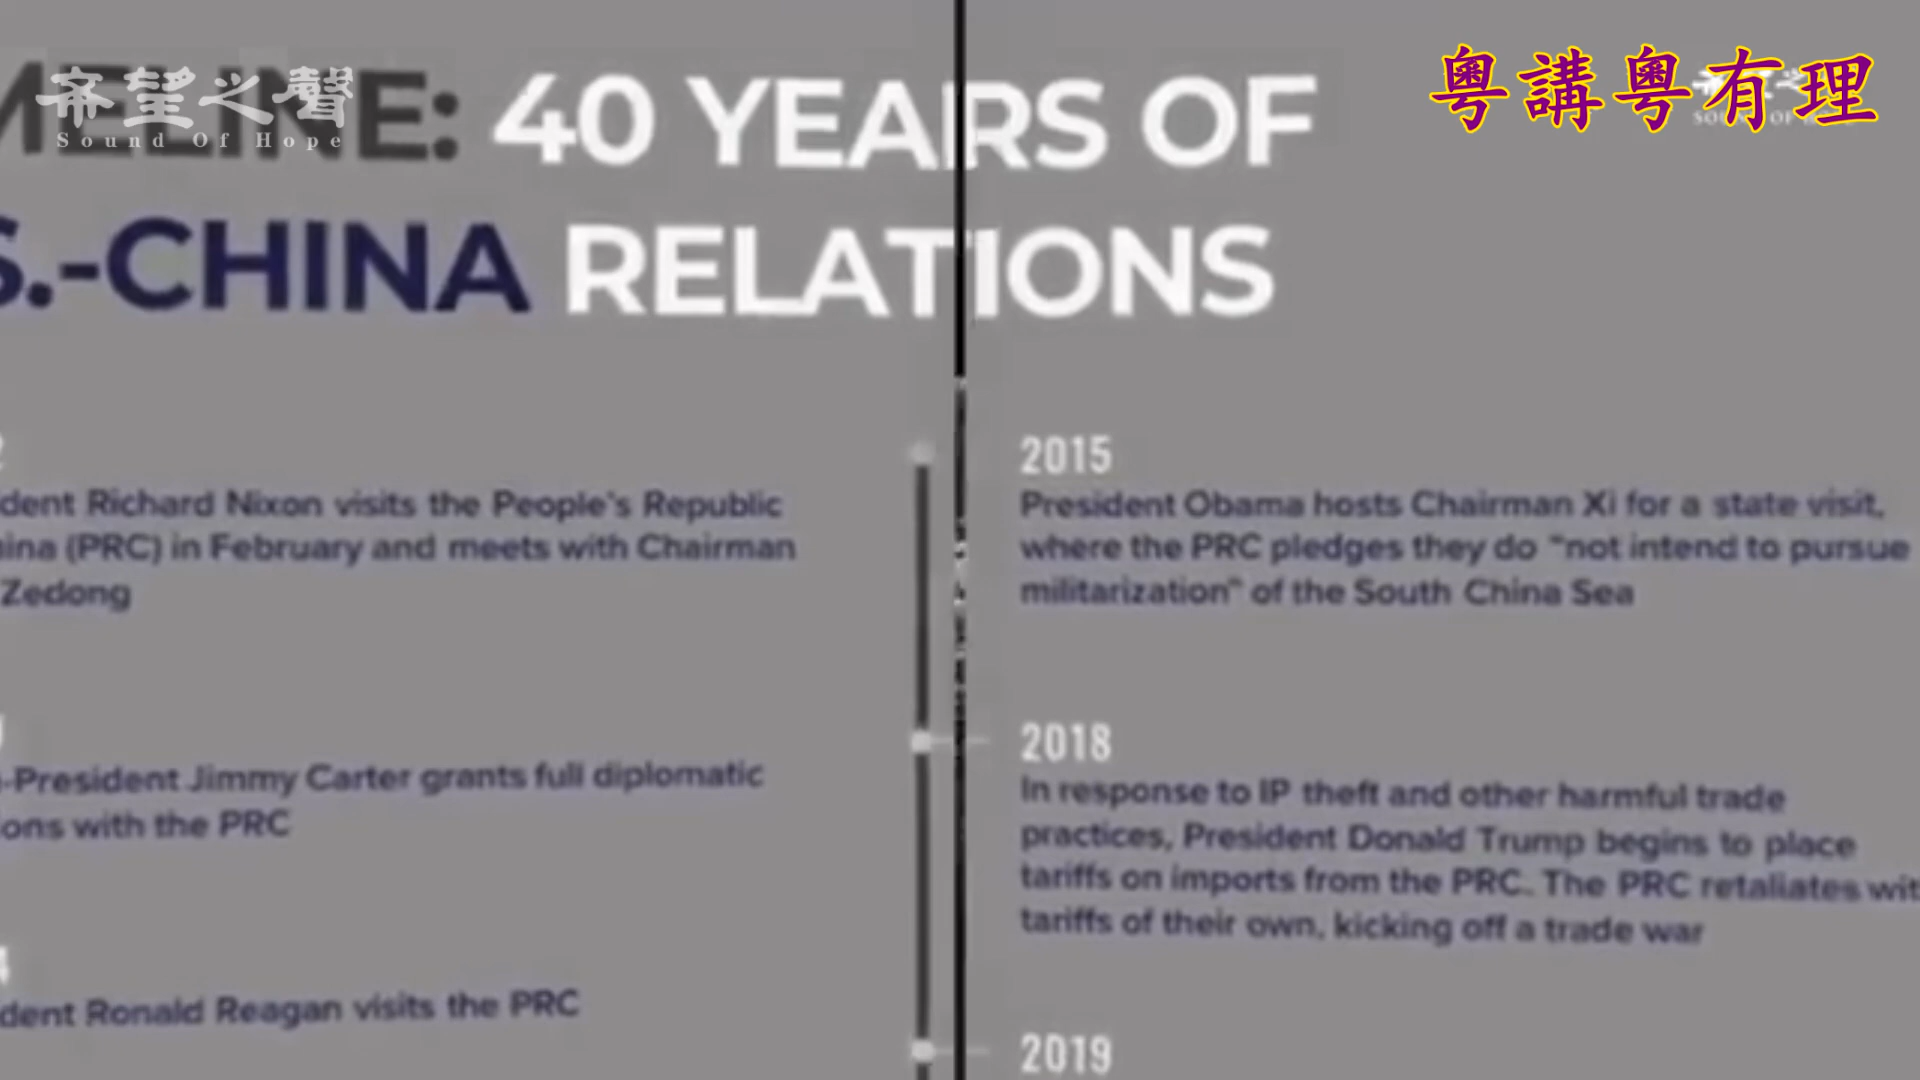 希望之聲
Sound Of Hope
粵講粵有理
MELINE: 40 YEARS OF
S.-CHINA RELATIONS
dent Richard Nixon visits the People's Republic
ina (PRC) in February and meets with Chairman
Zedong
-President Jimmy Carter grants full diplomatic
ons with the PRC
4
dent Ronald Reagan visits the PRC
2015
President Obama hosts Chairman Xi for a state visit,
where the PRC pledges they do "not intend to pursue
militarization" of the South China Sea
2018
In response to IP theft and other harmful trade
practices, President Donald Trump begins to place
tariffs on imports from the PRC. The PRC retaliates wit
tariffs of their own, kicking off a trade war
2019